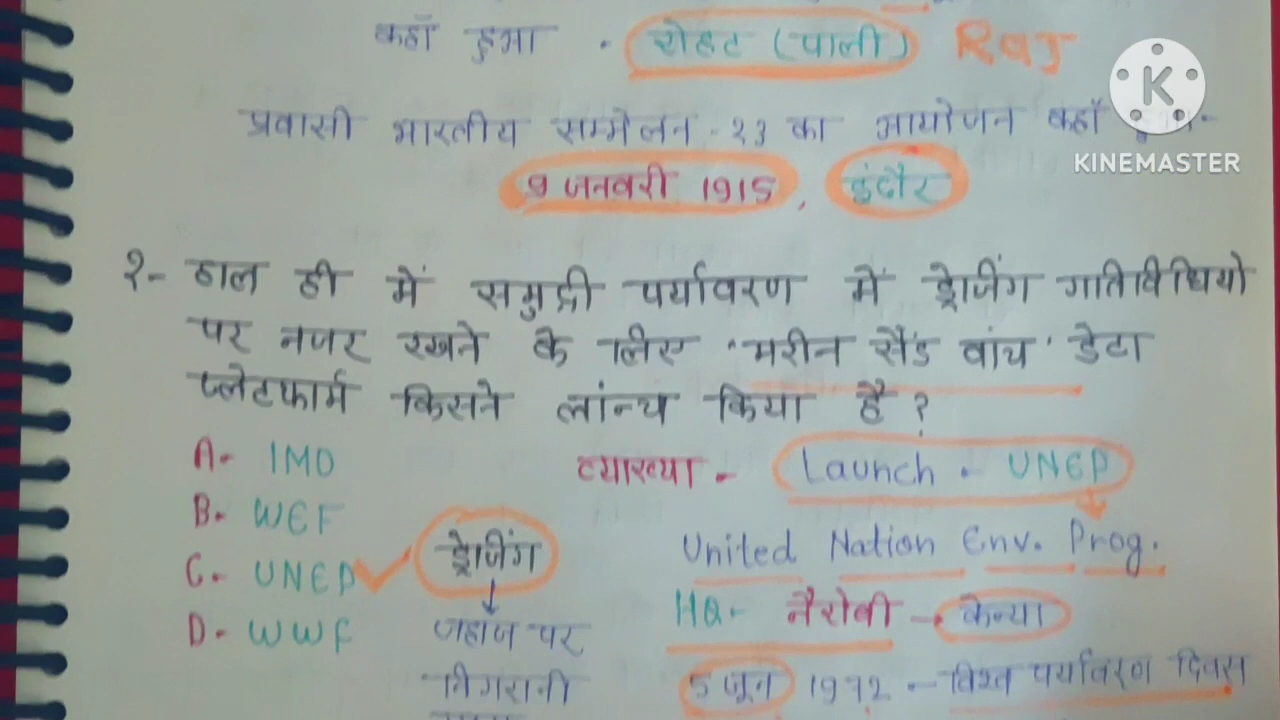 कहाँ हुआ - रोहट (पाली) Raj
प्रवासी भारतीय सम्मेलन - 23 का आयोजन कहाँ
9 जनवरी 1915, इंदौर
KINEMASTER
1- हाल ही में समुद्री पर्यावरण में ड्रेजिंग गतिविधियो
पर नजर रखने के लिए 'मरीन सैंड वांच' डेटा
प्लेटफार्म किसने लांन्च किया है ?
A- IMO
B- WEF
C- UNEP
D- WWF
ड्रेजिंग
जहाज पर
निगरानी
व्याख्या - Launch - UNEP
United Nation Env. Prog.
HQ- नैरोबी → केन्या
5 जून 1972 - विश्व पर्यावरण दिवस